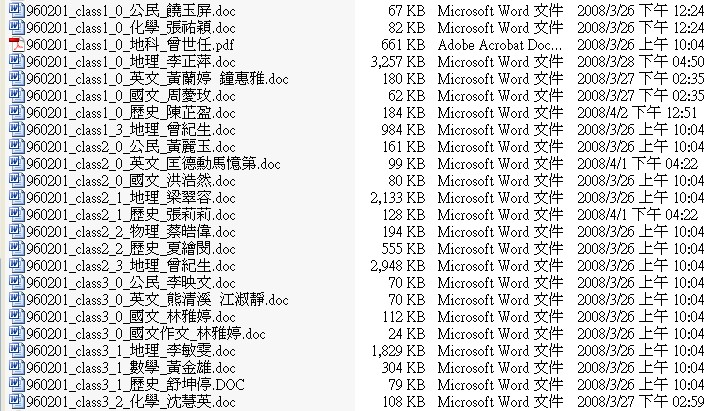 960201_class1_0_公民_饒玉屏.doc 67 KB Microsoft Word 文件 2008/3/26 下午 12:24
960201_class1_0_化學_張祐穎.doc 82 KB Microsoft Word 文件 2008/3/26 下午 12:24
960201_class1_0_地科_曾世任.pdf 661 KB Adobe Acrobat Doc... 2008/3/26 上午 10:04
960201_class1_0_地理_李正萍.doc 3,257 KB Microsoft Word 文件 2008/3/28 下午 04:50
960201_class1_0_英文_黃蘭婷 鐘惠雅.doc 180 KB Microsoft Word 文件 2008/3/27 下午 02:35
960201_class1_0_國文_周薆玫.doc 62 KB Microsoft Word 文件 2008/3/27 下午 02:35
960201_class1_0_歷史_陳芷盈.doc 184 KB Microsoft Word 文件 2008/4/2 下午 12:51
960201_class1_3_地理_曾紀生.doc 984 KB Microsoft Word 文件 2008/3/26 上午 10:04
960201_class2_0_公民_黃麗玉.doc 161 KB Microsoft Word 文件 2008/3/26 上午 10:04
960201_class2_0_英文_匡德勳馬憶第.doc 99 KB Microsoft Word 文件 2008/4/1 下午 04:22
960201_class2_0_國文_洪浩然.doc 80 KB Microsoft Word 文件 2008/3/26 上午 10:04
960201_class2_1_地理_梁翠容.doc 2,133 KB Microsoft Word 文件 2008/3/26 上午 10:04
960201_class2_1_歷史_張莉莉.doc 128 KB Microsoft Word 文件 2008/4/1 下午 04:22
960201_class2_2_物理_蔡皓偉.doc 194 KB Microsoft Word 文件 2008/3/26 上午 10:04
960201_class2_2_歷史_夏繪閔.doc 555 KB Microsoft Word 文件 2008/3/26 上午 10:04
960201_class2_3_地理_曾紀生.doc 2,948 KB Microsoft Word 文件 2008/3/26 上午 10:04
960201_class3_0_公民_李映文.doc 70 KB Microsoft Word 文件 2008/3/26 上午 10:04
960201_class3_0_英文_熊清溪 江淑靜.doc 70 KB Microsoft Word 文件 2008/3/26 上午 10:04
960201_class3_0_國文_林雅婷.doc 112 KB Microsoft Word 文件 2008/3/26 上午 10:04
960201_class3_0_國文作文_林雅婷.doc 24 KB Microsoft Word 文件 2008/3/26 上午 10:04
960201_class3_1_地理_李敏雯.doc 1,829 KB Microsoft Word 文件 2008/3/26 上午 10:04
960201_class3_1_數學_黃金雄.doc 304 KB Microsoft Word 文件 2008/3/26 上午 10:04
960201_class3_1_歷史_舒坤停.DOC 79 KB Microsoft Word 文件 2008/3/26 上午 10:04
960201_class3_2_化學_沈慧英.doc 108 KB Microsoft Word 文件 2008/3/27 下午 02:59